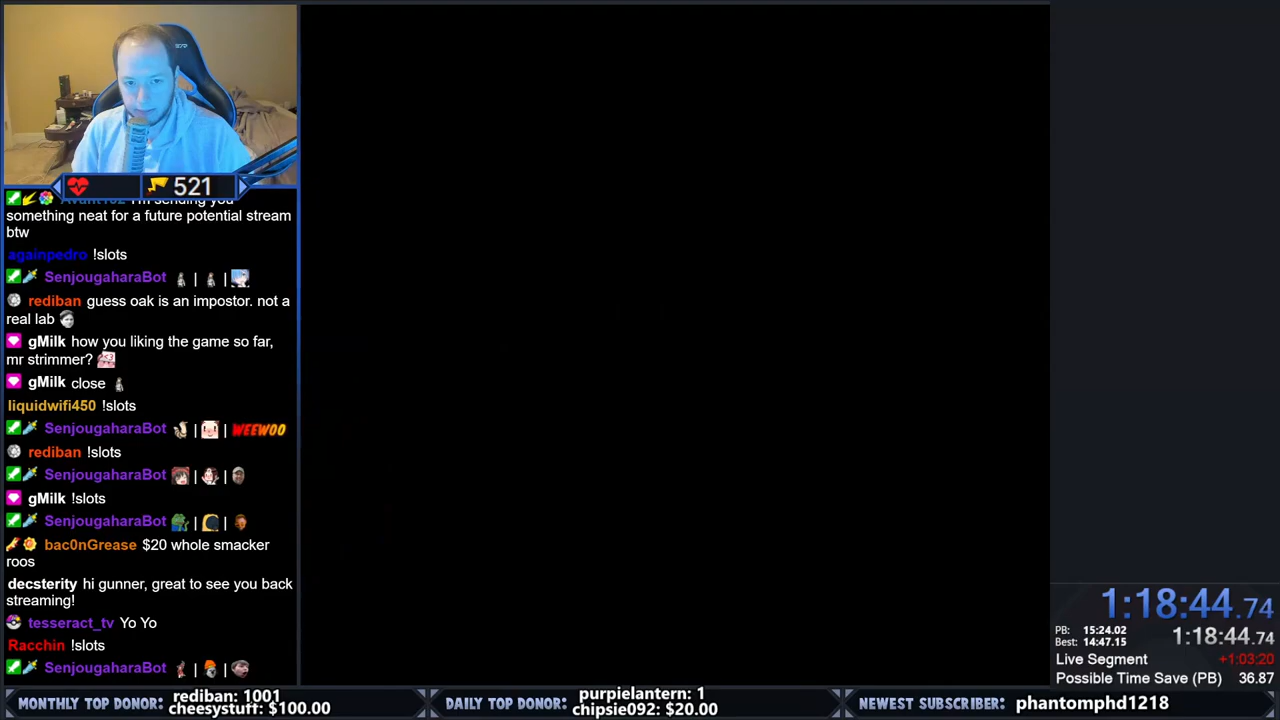 521
I'm sending you
something neat for a future potential stream
btw
againpedro !slots
SenjougaharaBot | |
rediban guess oak is an impostor. not a
real lab
gMilk how you liking the game so far,
mr strimmer?
gMilk close
liquidwifi450 !slots
SenjougaharaBot | | WEEWOO
rediban !slots
SenjougaharaBot | |
gMilk !slots
SenjougaharaBot | |
bac0nGrease $20 whole smacker
roos
decsterity hi gunner, great to see you back
streaming!
tesseract_tv Yo Yo
Racchin !slots
SenjougaharaBot | |
1:18:44.74
PB: 15:24.02
Best: 14:47.15
1:18:44.74
Live Segment +1:03:20
Possible Time Save (PB) 36.87
MONTHLY TOP DONOR: rediban: 1001
cheesystuff: $100.00
DAILY TOP DONOR: purpielantern: 1
chipsie092: $20.00
NEWEST SUBSCRIBER: phantomphd1218